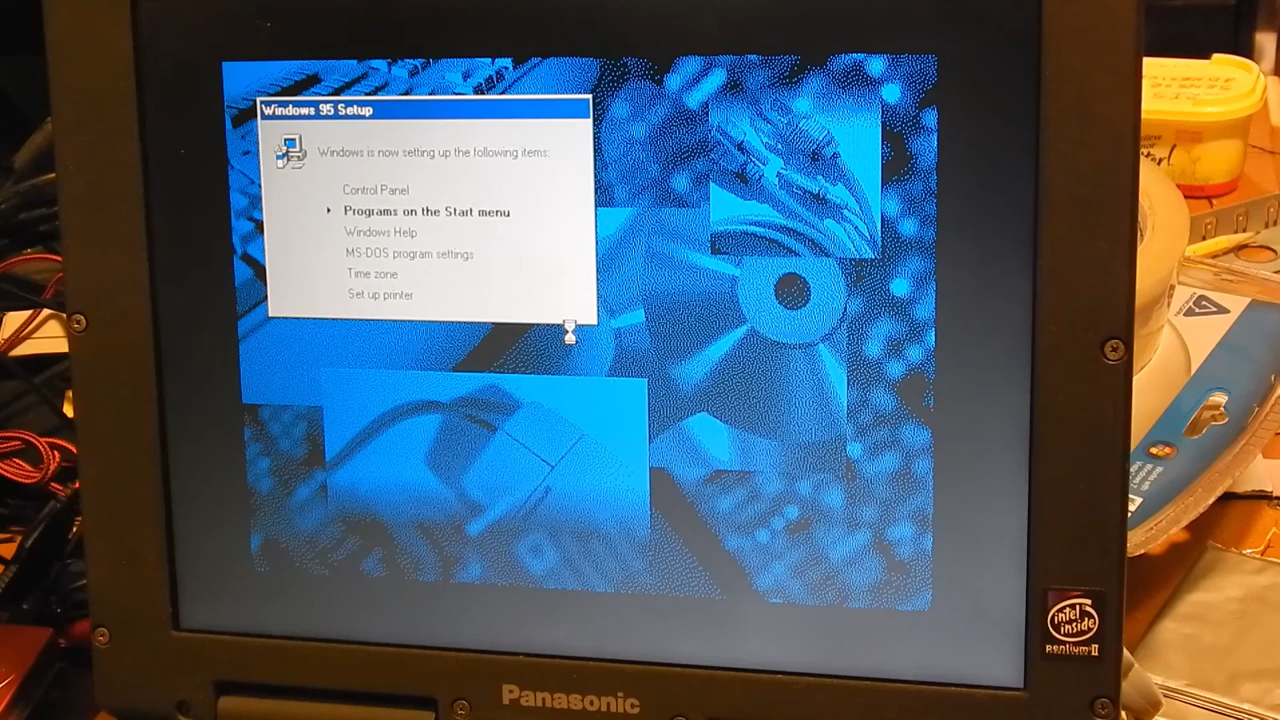 Windows 95 Setup
Windows is now setting up the following items:
Control Panel
Programs on the Start menu
Windows Help
MS-DOS program settings
Time zone
Set up printer
intel
inside
pentium II
Panasonic